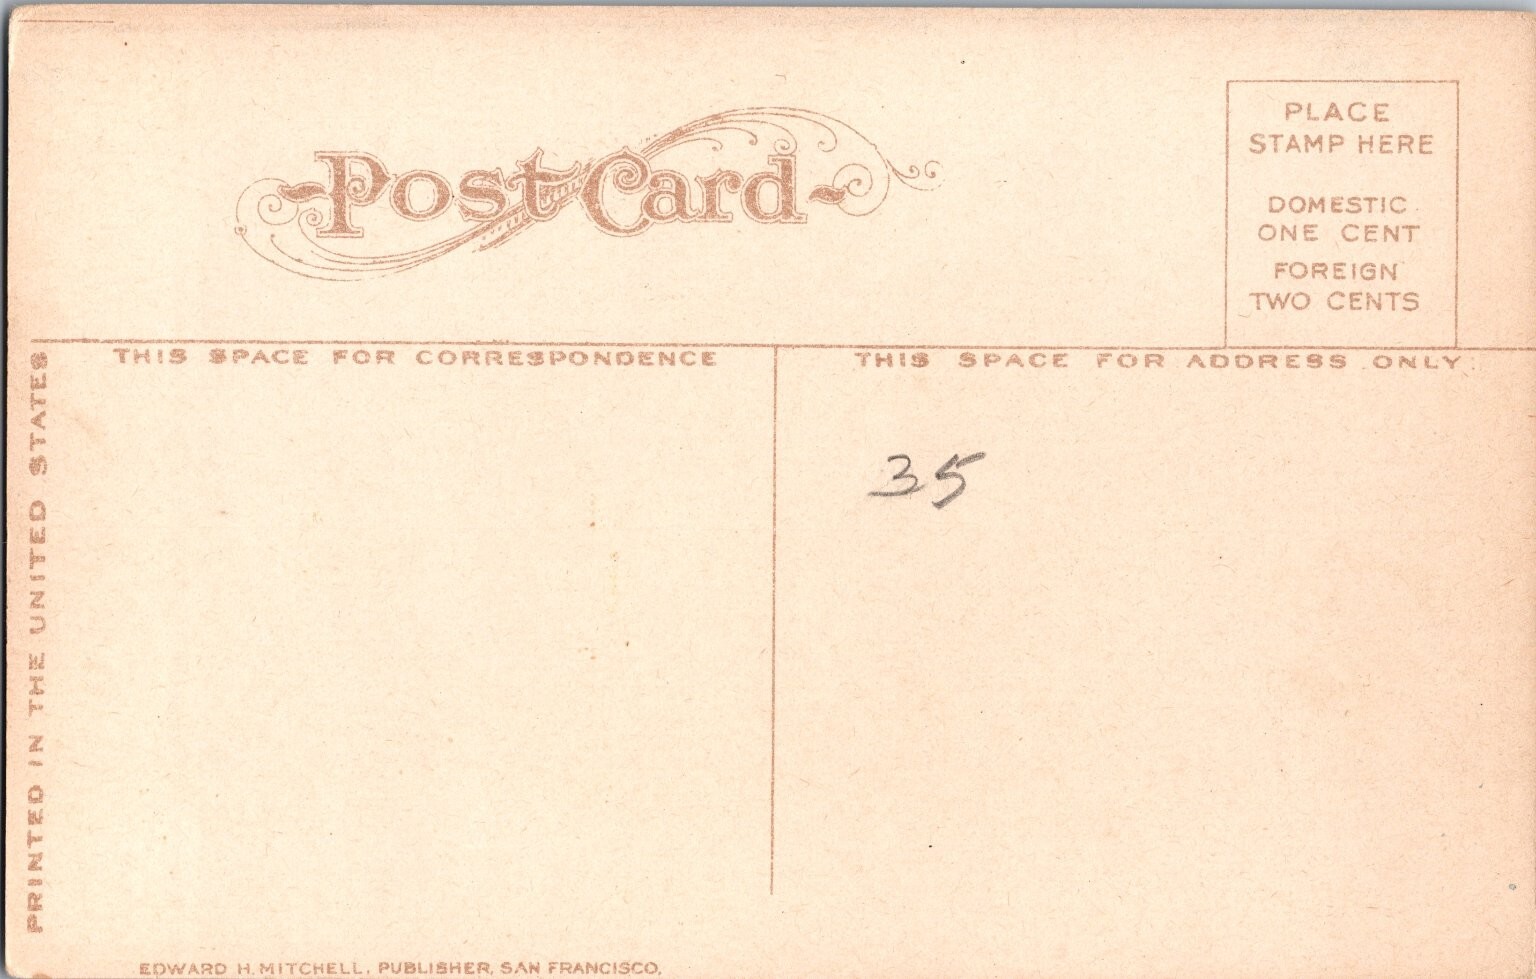 Post Card
PLACE
STAMP HERE
DOMESTIC
ONE CENT
FOREIGN
TWO CENTS
THIS SPACE FOR CORRESPONDENCE
THIS SPACE FOR ADDRESS ONLY
35
PRINTED IN THE UNITED STATES
EDWARD H. MITCHELL, PUBLISHER, SAN FRANCISCO.